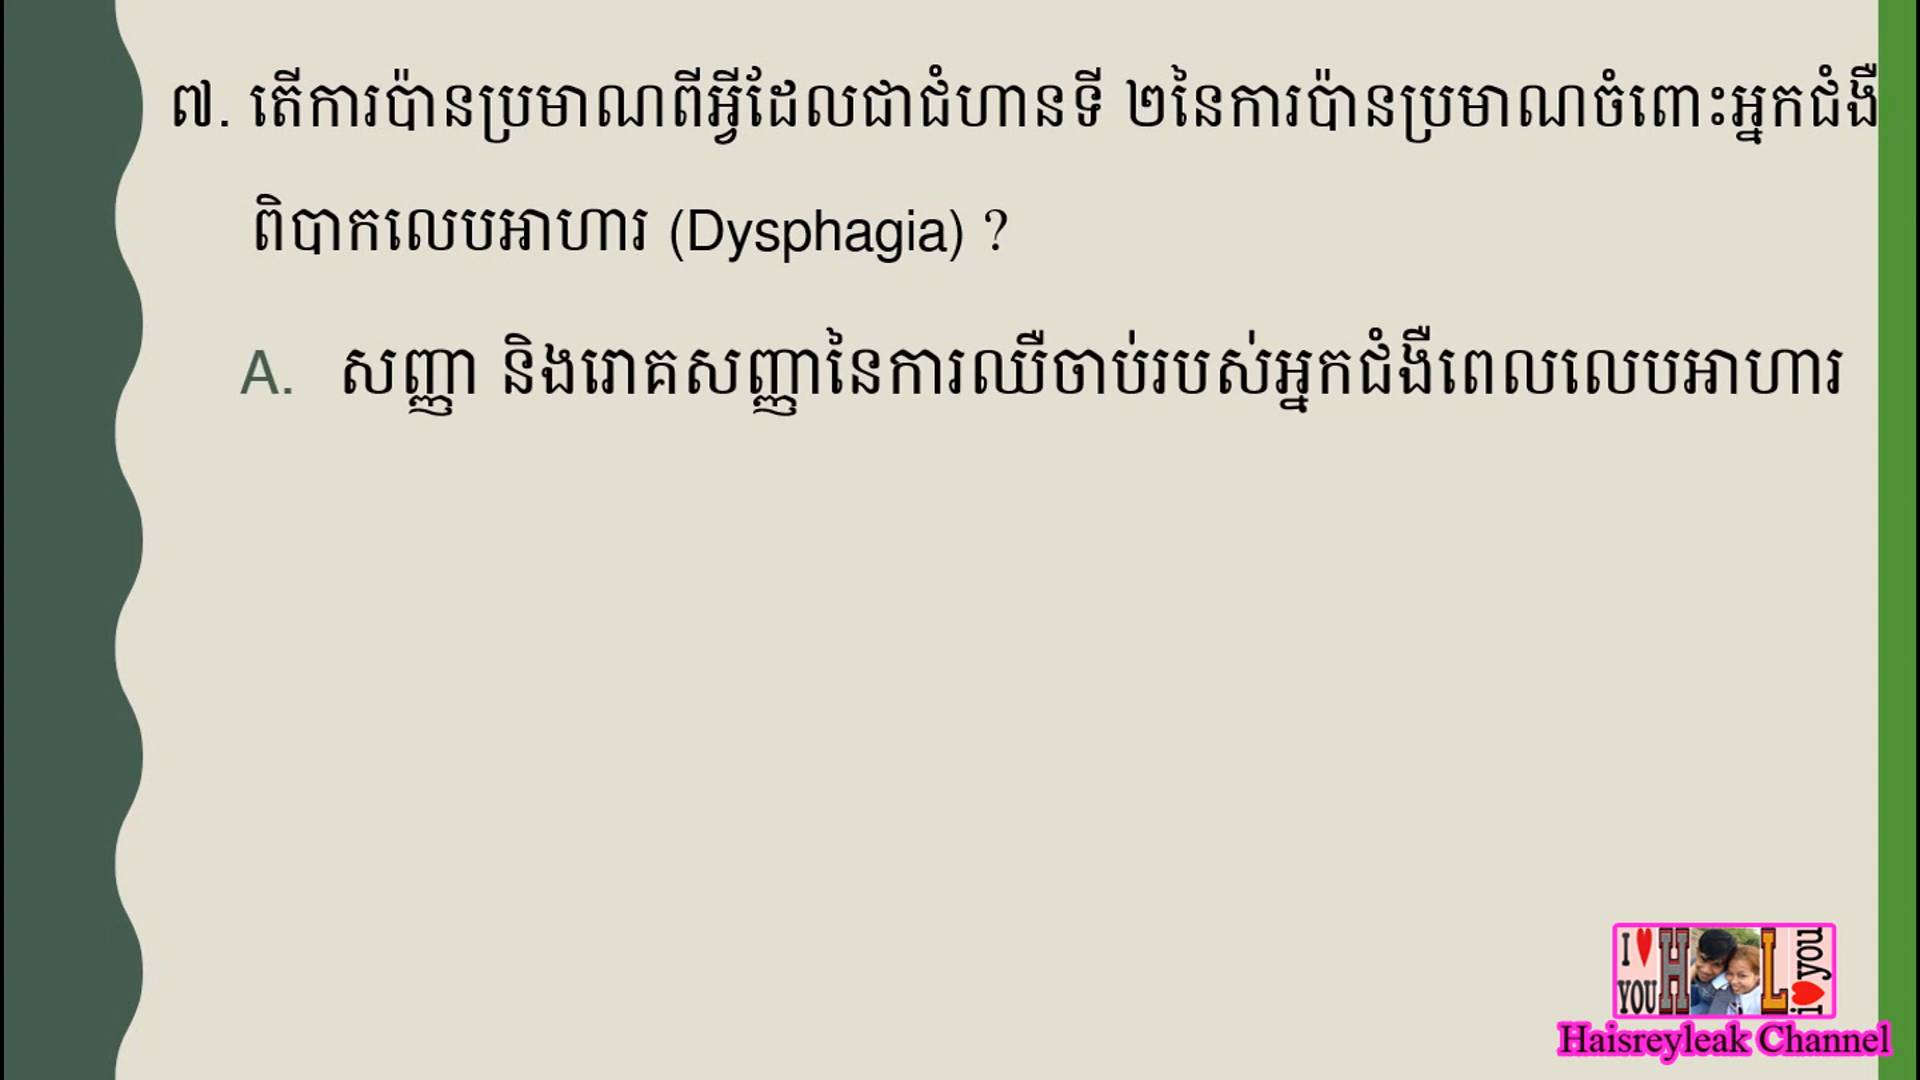 ៧. តើការប៉ានប្រមាណពីអ្វីដែលជាជំហានទី ២នៃការប៉ានប្រមាណចំពោះអ្នកជំងឺ
ពិបាកលេបអាហារ (Dysphagia) ?
A. សញ្ញា និងរោគសញ្ញានៃការឈឺចាប់របស់អ្នកជំងឺពេលលេបអាហារ
I ♥ YOU H L i ♥ you
Haisreyleak Channel